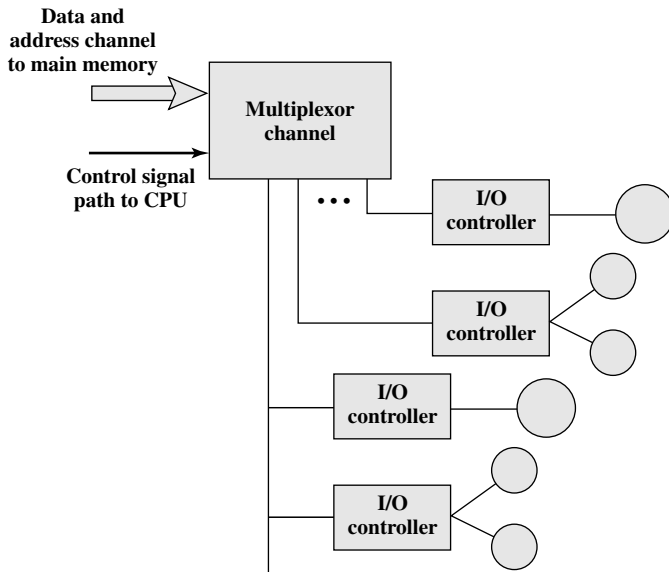 Data and
address channel
to main memory
Multiplexor
channel
Control signal
path to CPU
•••
I/O
controller
I/O
controller
I/O
controller
I/O
controller